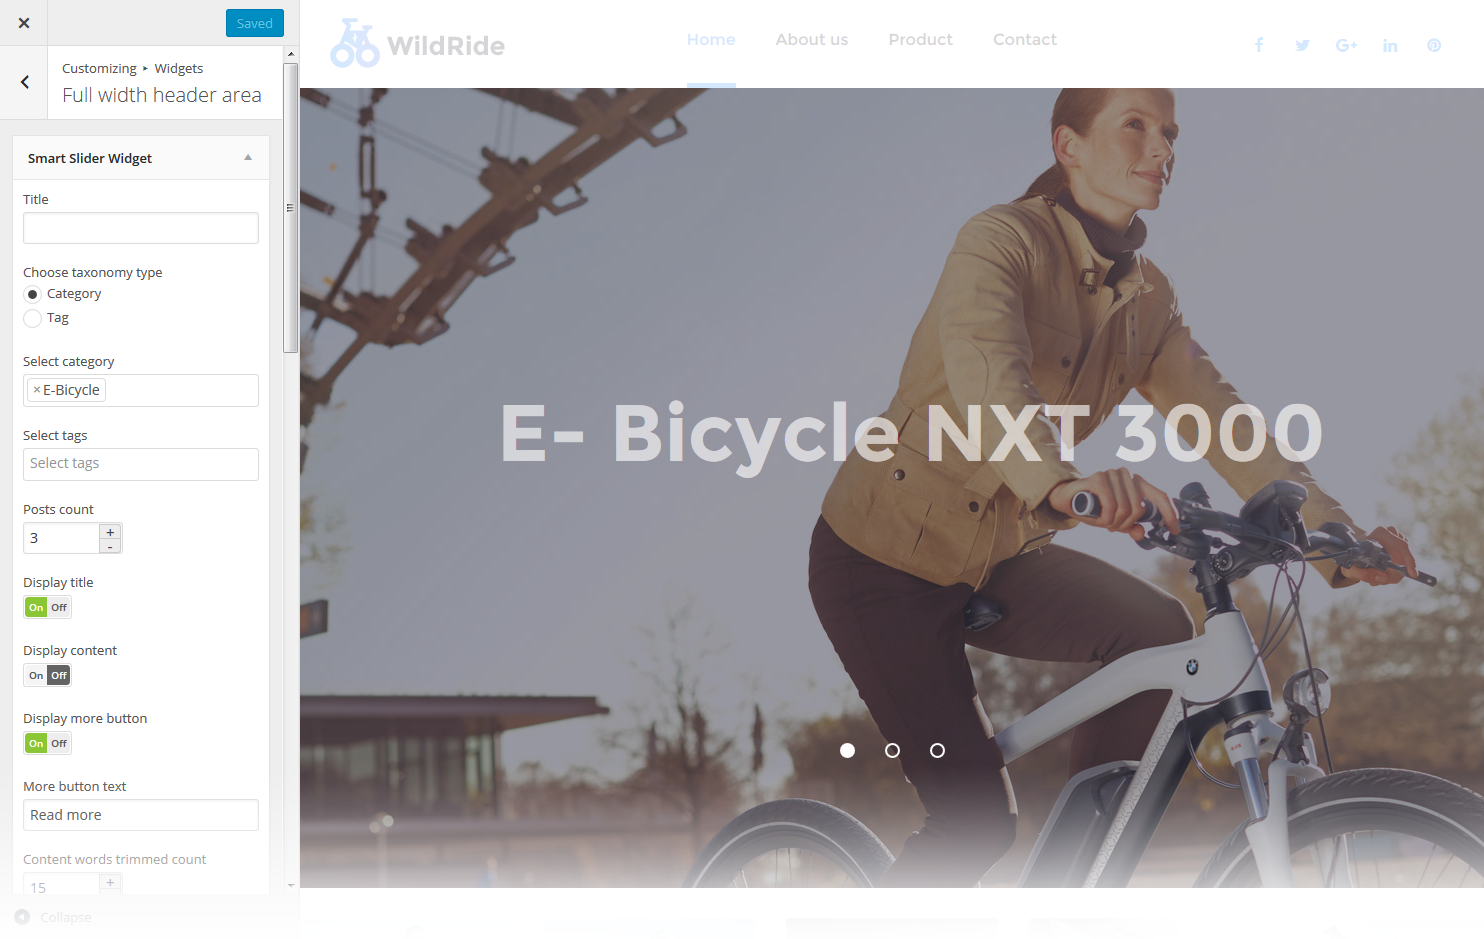 Saved
Customizing ▸ Widgets
Full width header area
Smart Slider Widget
Title
Choose taxonomy type
Category
Tag
Select category
×E-Bicycle
Select tags
Select tags
Posts count
3
+
-
Display title
On Off
Display content
On Off
Display more button
On Off
More button text
Read more
Content words trimmed count
15
+
Collapse
WildRide
Home About us Product Contact
E- Bicycle NXT 3000